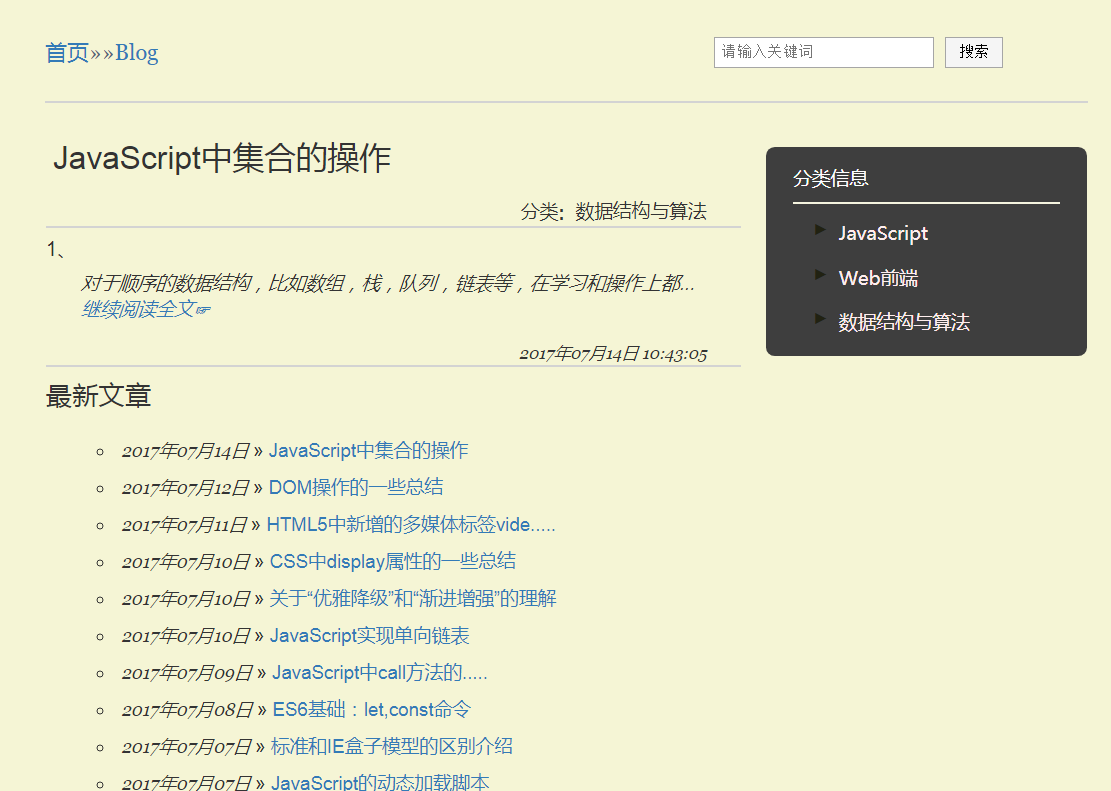 首页»»Blog
请输入关键词 搜索
JavaScript中集合的操作
分类：数据结构与算法
1、
对于顺序的数据结构，比如数组，栈，队列，链表等，在学习和操作上都...
继续阅读全文☞
2017年07月14日 10:43:05
分类信息
JavaScript
Web前端
数据结构与算法
最新文章
2017年07月14日 » JavaScript中集合的操作
2017年07月12日 » DOM操作的一些总结
2017年07月11日 » HTML5中新增的多媒体标签vide.....
2017年07月10日 » CSS中display属性的一些总结
2017年07月10日 » 关于“优雅降级”和“渐进增强”的理解
2017年07月10日 » JavaScript实现单向链表
2017年07月09日 » JavaScript中call方法的.....
2017年07月08日 » ES6基础：let,const命令
2017年07月07日 » 标准和IE盒子模型的区别介绍
2017年07月07日 » JavaScript的动态加载脚本